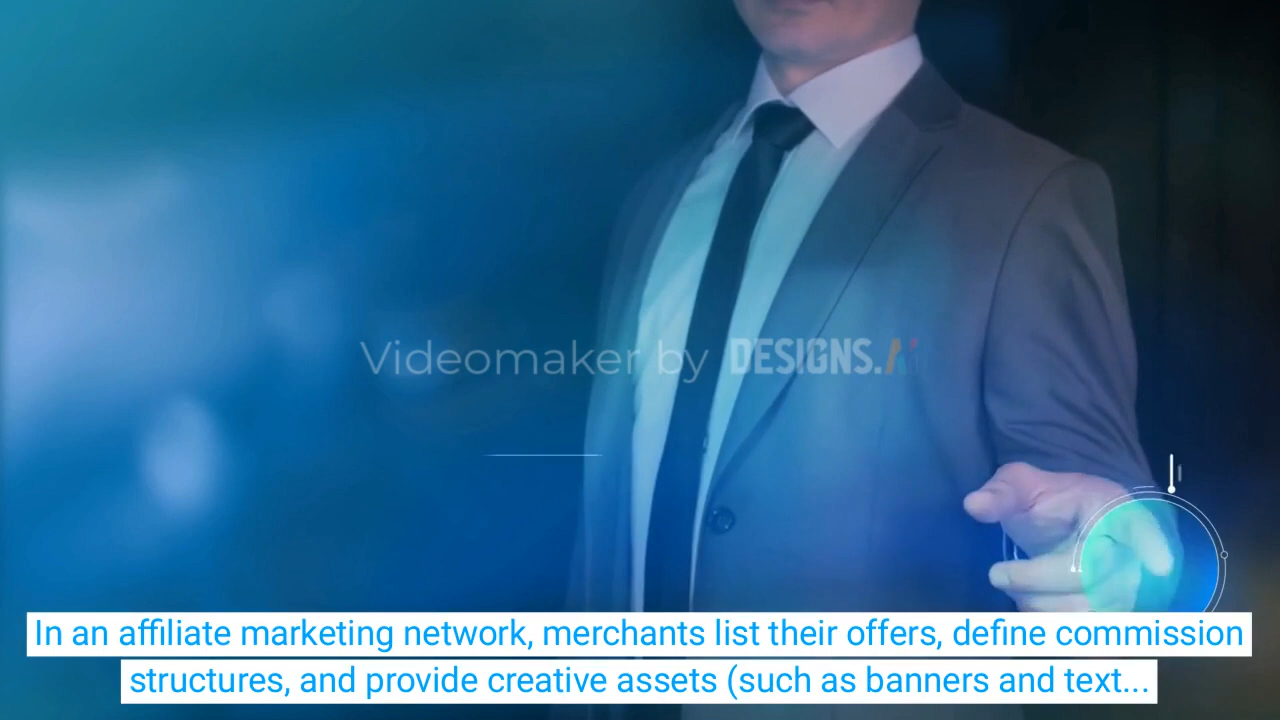 Videomaker by DESIGNS.AI
In an affiliate marketing network, merchants list their offers, define commission
structures, and provide creative assets (such as banners and text...